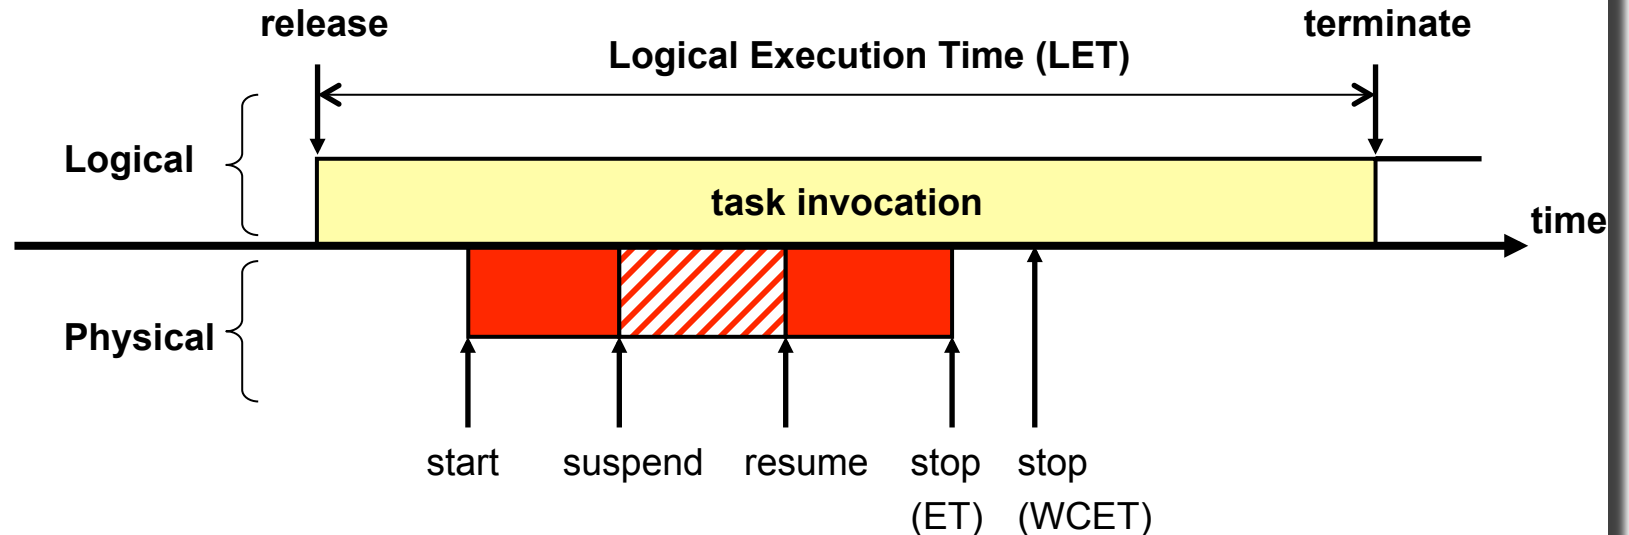 release
terminate
Logical Execution Time (LET)
Logical
task invocation
time
Physical
start
suspend
resume
stop
(ET)
stop
(WCET)